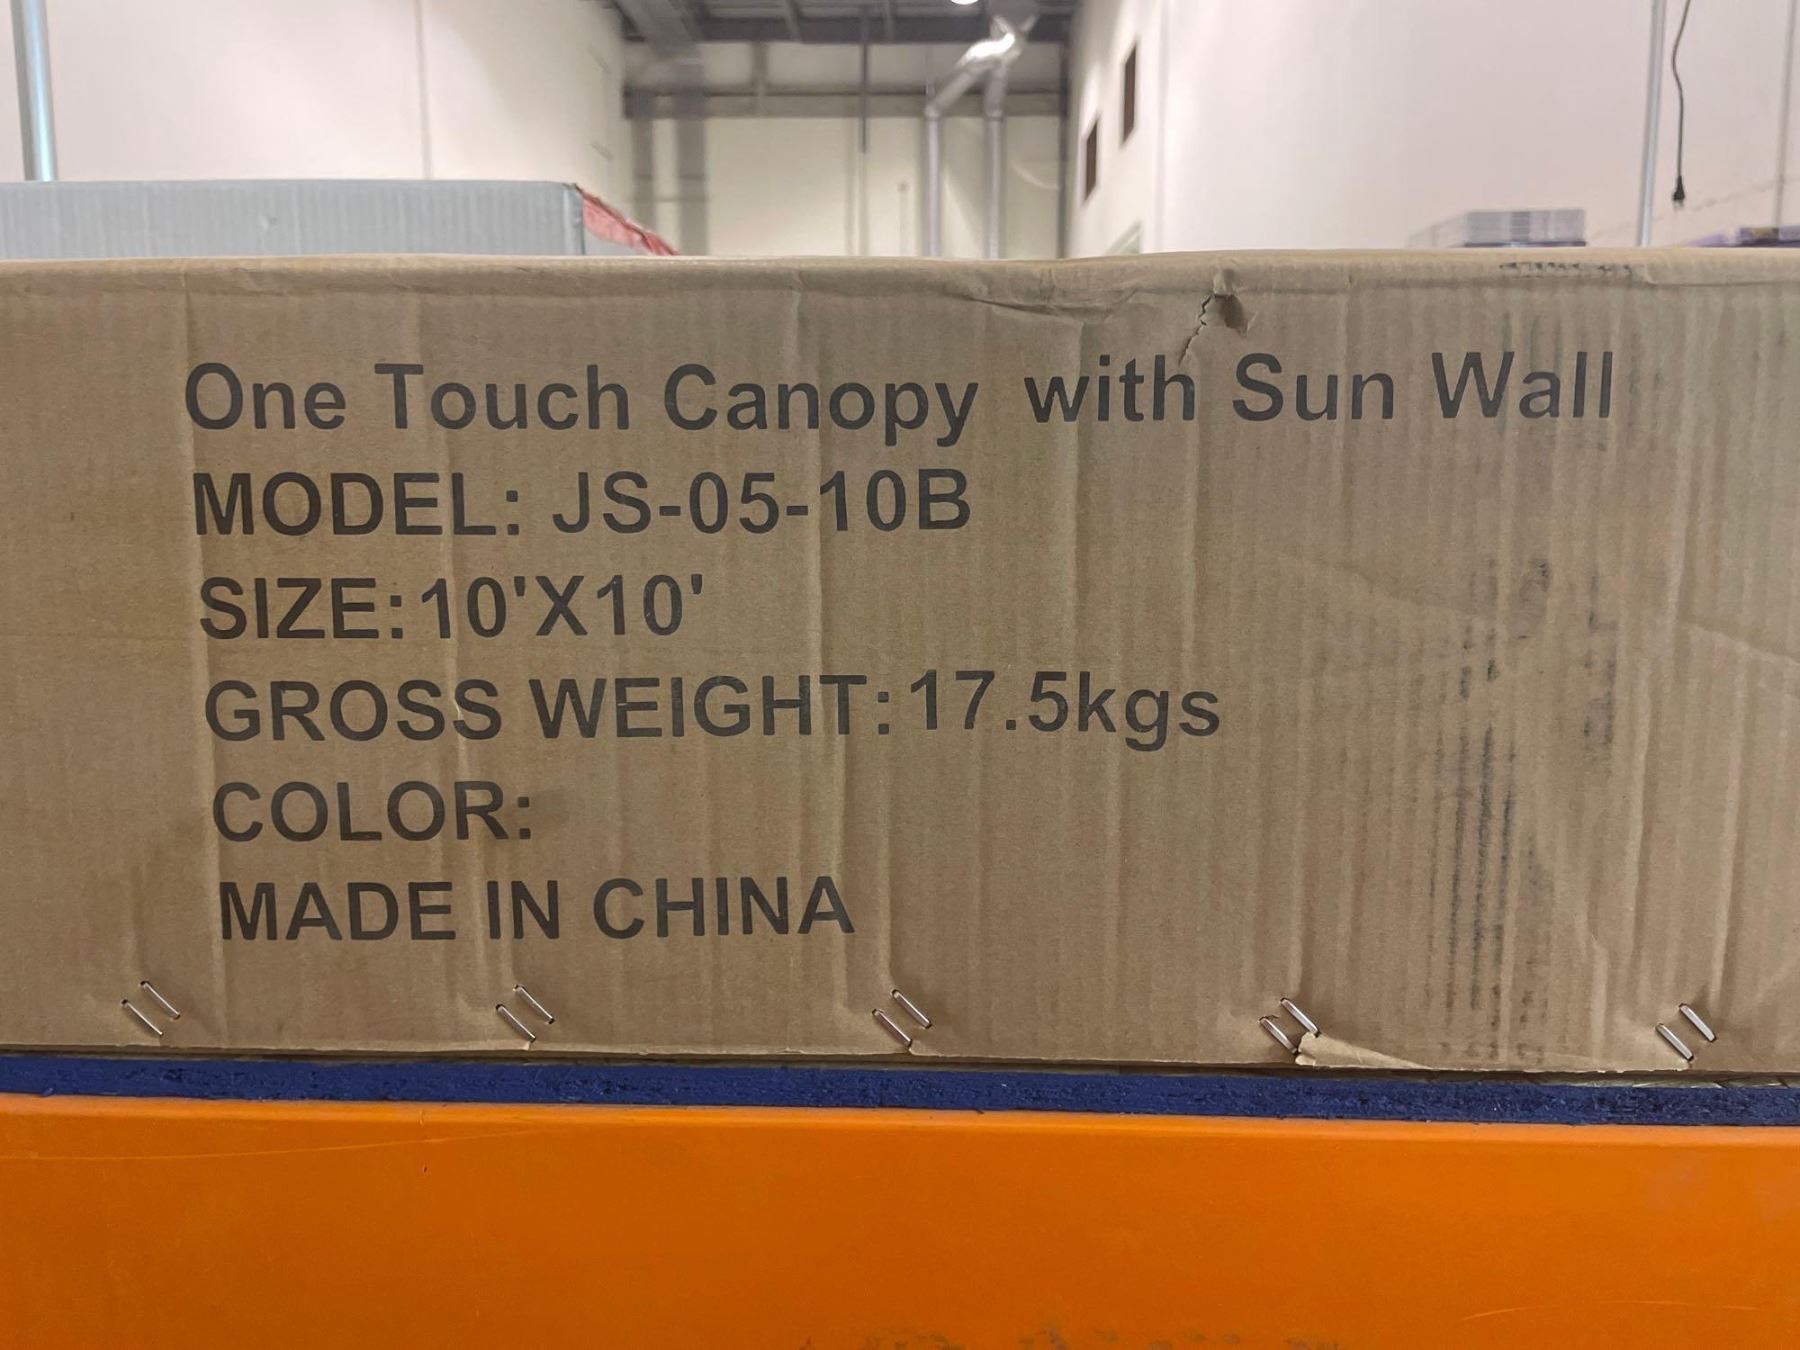 One Touch Canopy with Sun Wall
MODEL: JS-05-10B
SIZE:10'X10'
GROSS WEIGHT:17.5kgs
COLOR:
MADE IN CHINA